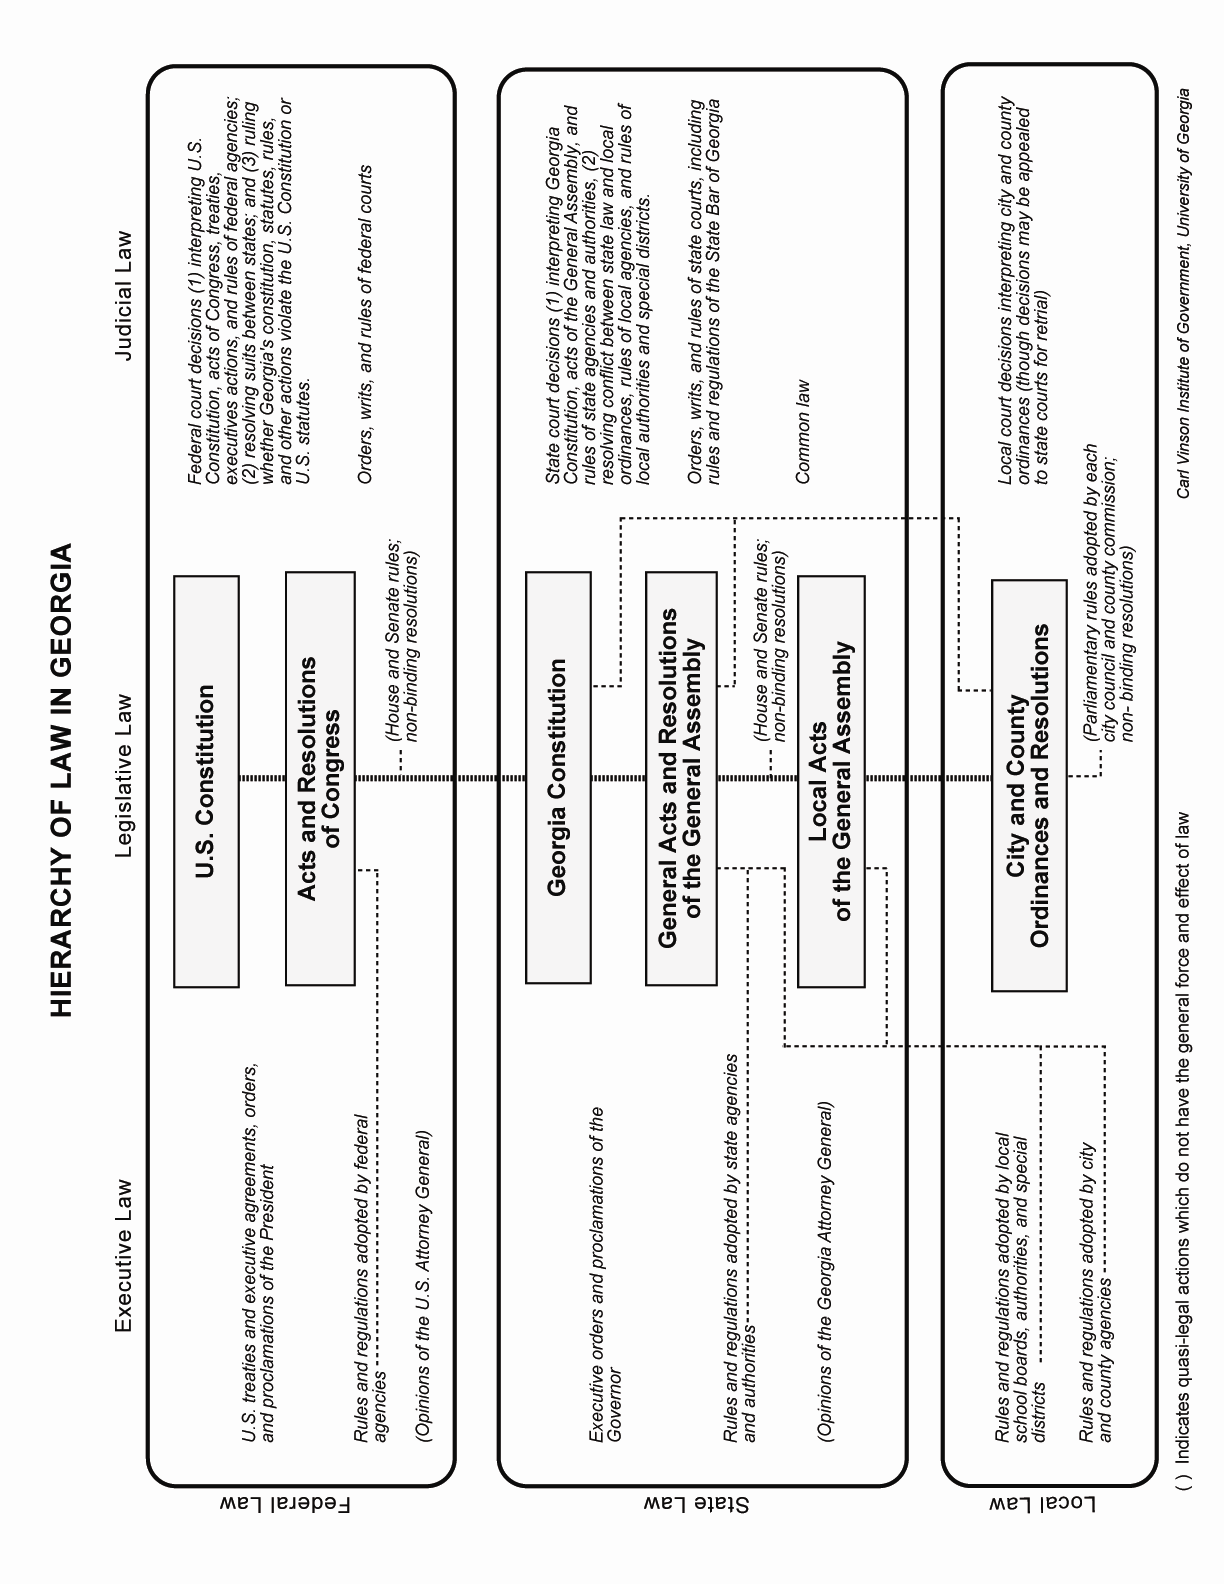 HIERARCHY OF LAW IN GEORGIA
Executive Law
Legislative Law
Judicial Law
Federal Law
U.S. treaties and executive agreements, orders,
and proclamations of the President
Rules and regulations adopted by federal
agencies
(Opinions of the U.S. Attorney General)
U.S. Constitution
Acts and Resolutions
of Congress
(House and Senate rules;
non-binding resolutions)
Federal court decisions (1) interpreting U.S.
Constitution, acts of Congress, treaties,
executives actions, and rules of federal agencies;
(2) resolving suits between states; and (3) ruling
whether Georgia's constitution, statutes, rules,
and other actions violate the U.S. Constitution or
U.S. statutes.
Orders, writs, and rules of federal courts
State Law
Executive orders and proclamations of the
Governor
Rules and regulations adopted by state agencies
and authorities
(Opinions of the Georgia Attorney General)
Georgia Constitution
General Acts and Resolutions
of the General Assembly
(House and Senate rules;
non-binding resolutions)
Local Acts
of the General Assembly
State court decisions (1) interpreting Georgia
Constitution, acts of the General Assembly, and
rules of state agencies and authorities, (2)
resolving conflict between state law and local
ordinances, rules of local agencies, and rules of
local authorities and special districts.
Orders, writs, and rules of state courts, including
rules and regulations of the State Bar of Georgia
Common law
Local Law
Rules and regulations adopted by local
school boards, authorities, and special
districts
Rules and regulations adopted by city
and county agencies
City and County
Ordinances and Resolutions
(Parliamentary rules adopted by each
city council and county commission;
non- binding resolutions)
Local court decisions interpreting city and county
ordinances (though decisions may be appealed
to state courts for retrial)
( ) Indicates quasi-legal actions which do not have the general force and effect of law
Carl Vinson Institute of Government, University of Georgia